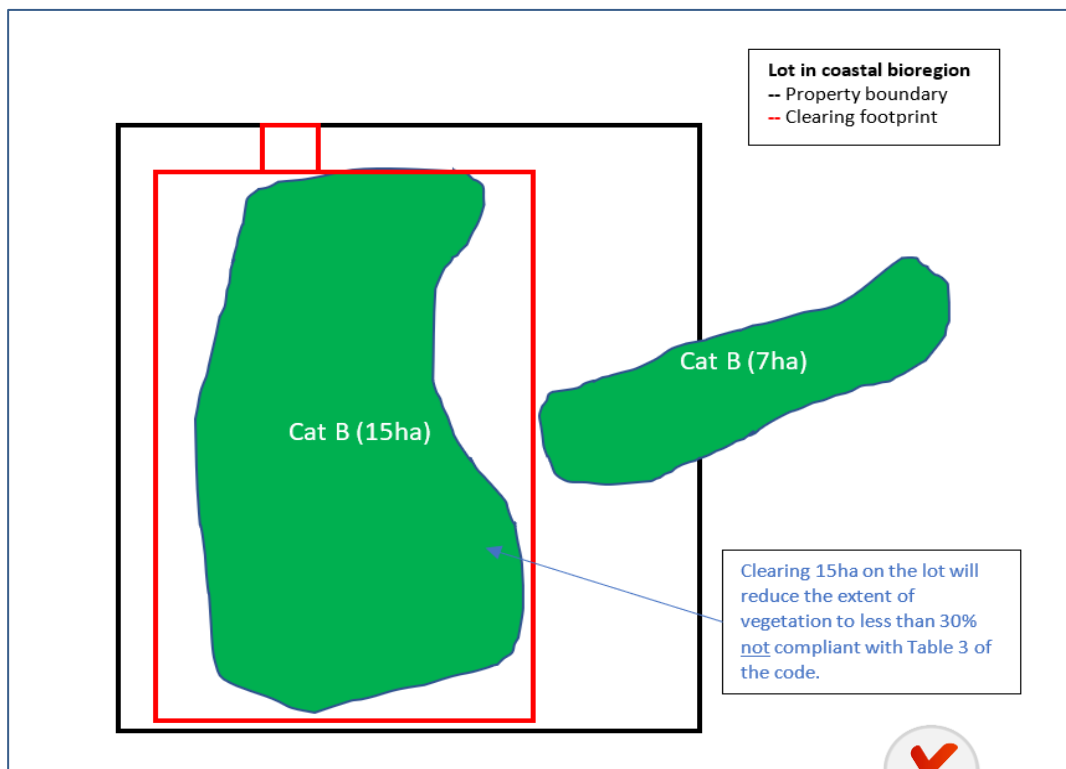 Lot in coastal bioregion
-- Property boundary
-- Clearing footprint
Cat B (7ha)
Cat B (15ha)
Clearing 15ha on the lot will
reduce the extent of
vegetation to less than 30%
not compliant with Table 3 of
the code.